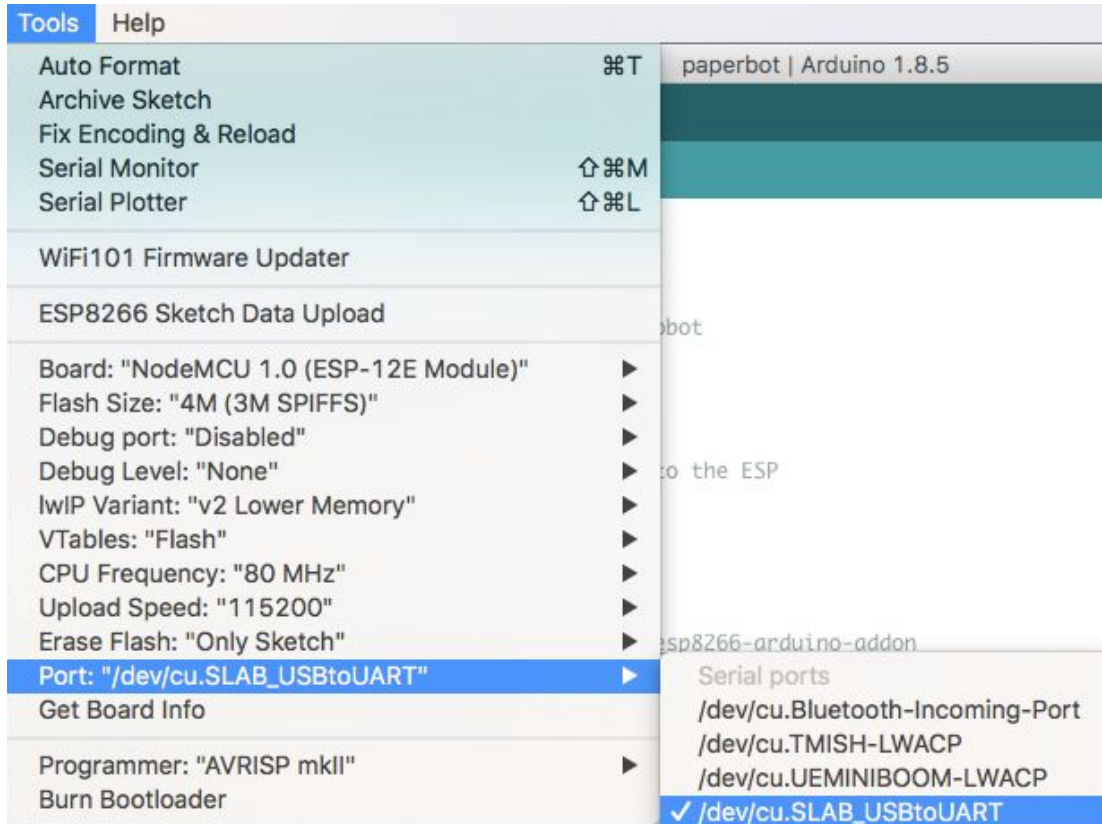 Tools Help
Auto Format ⌘T
paperbot | Arduino 1.8.5
Archive Sketch
Fix Encoding & Reload
Serial Monitor ⇧⌘M
Serial Plotter ⇧⌘L
WiFi101 Firmware Updater
ESP8266 Sketch Data Upload
obot
Board: "NodeMCU 1.0 (ESP-12E Module)"
Flash Size: "4M (3M SPIFFS)"
Debug port: "Disabled"
Debug Level: "None"
to the ESP
lwIP Variant: "v2 Lower Memory"
VTables: "Flash"
CPU Frequency: "80 MHz"
Upload Speed: "115200"
Erase Flash: "Only Sketch"
esp8266-arduino-addon
Port: "/dev/cu.SLAB_USBtoUART"
Get Board Info
Programmer: "AVRISP mkII"
Burn Bootloader
Serial ports
/dev/cu.Bluetooth-Incoming-Port
/dev/cu.TMISH-LWACP
/dev/cu.UEMINIBOOM-LWACP
✓ /dev/cu.SLAB_USBtoUART